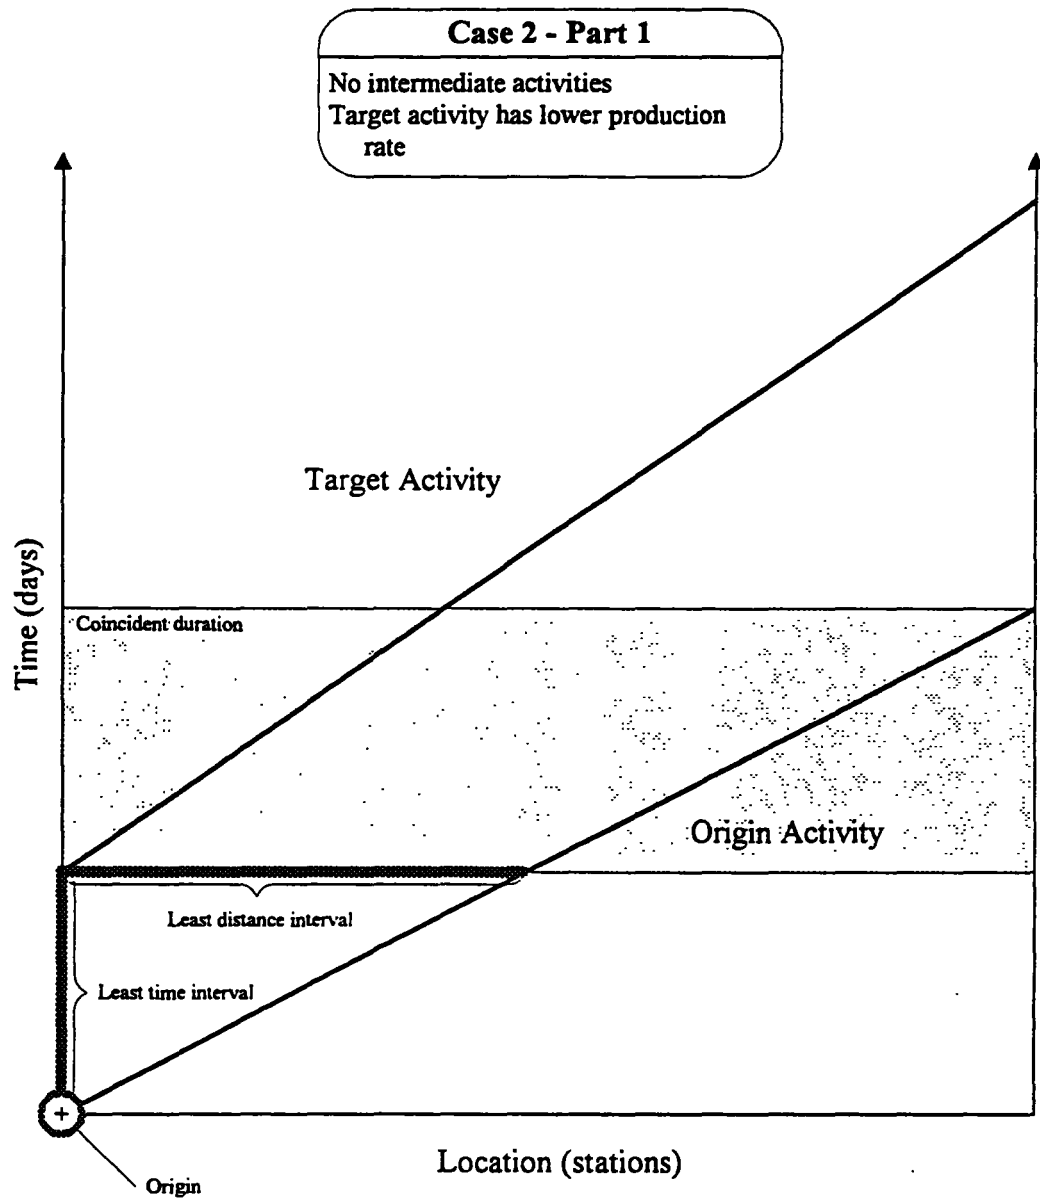 Case 2 - Part 1
No intermediate activities
Target activity has lower production
rate
Target Activity
Time (days)
Coincident duration
Origin Activity
Least distance interval
Least time interval
+
Location (stations)
Origin